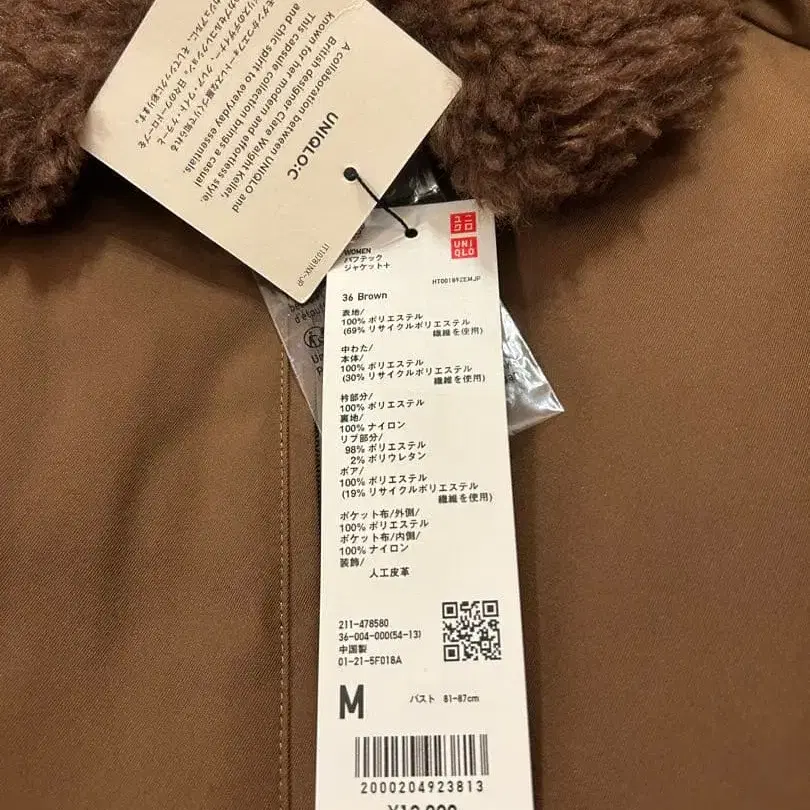 UNIQLO:C
A collaboration between UNIQLO and
British designer Clare Waight Keller,
known for her modern and effortless style.
This capsule collection brings a casual
and chic spirit to everyday essentials.
IT1078INX-JP
WOMEN
パフテック
ジャケット+
ユニ
クロ
UNI
QLO
HT00189ZEMJP
36 Brown
表地/
100% ポリエステル
(69% リサイクルポリエステル
繊維を使用)
中わた/
本体/
100% ポリエステル
(30% リサイクルポリエステル
繊維を使用)
衿部分/
100% ポリエステル
裏地/
100% ナイロン
リブ部分/
98% ポリエステル
2% ポリウレタン
ボア/
100% ポリエステル
(19% リサイクルポリエステル
繊維を使用)
ポケット布/外側/
100% ポリエステル
ポケット布/内側/
100% ナイロン
装飾/
人工皮革
211-478580
36-004-000(54-13)
中国製
01-21-5F018A
M
バスト 81-87cm
2000204923813